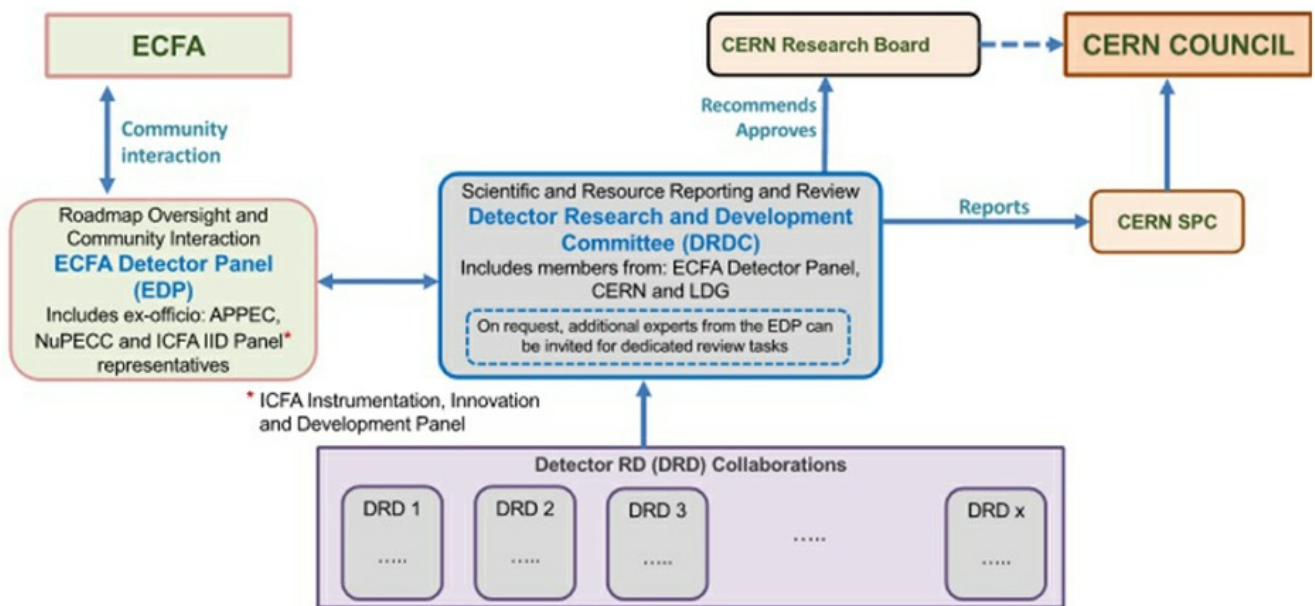 ECFA
Community
interaction
Roadmap Oversight and
Community Interaction
ECFA Detector Panel
(EDP)
Includes ex-officio: APPEC,
NuPECC and ICFA IID Panel*
representatives
CERN Research Board
CERN COUNCIL
Recommends
Approves
Scientific and Resource Reporting and Review
Detector Research and Development
Committee (DRDC)
Includes members from: ECFA Detector Panel,
CERN and LDG
On request, additional experts from the EDP can
be invited for dedicated review tasks
Reports
CERN SPC
* ICFA Instrumentation, Innovation
and Development Panel
Detector RD (DRD) Collaborations
DRD 1
.....
DRD 2
.....
DRD 3
.....
.....
DRD x
.....